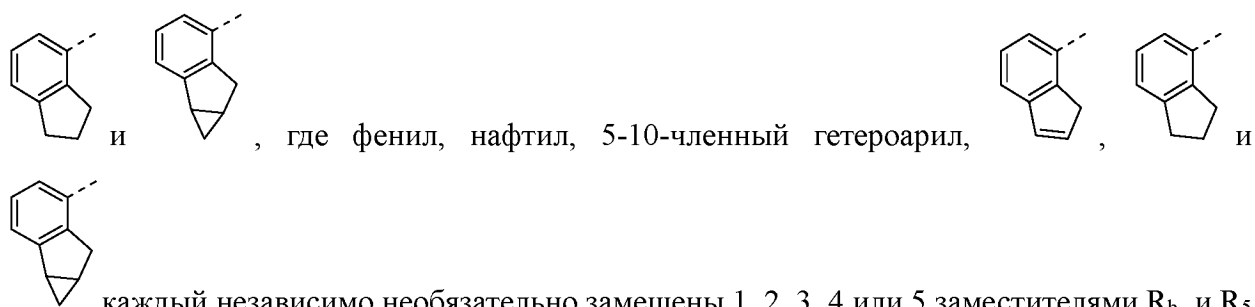 и , где фенил, нафтил, 5-10-членный гетероарил, , и
каждый независимо необязательно замещены 1, 2, 3, 4 или 5 заместителями R_b, и R_5